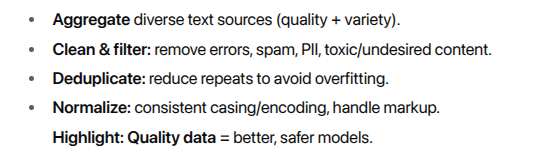 • Aggregate diverse text sources (quality + variety).
• Clean & filter: remove errors, spam, PII, toxic/undesired content.
• Deduplicate: reduce repeats to avoid overfitting.
• Normalize: consistent casing/encoding, handle markup.
Highlight: Quality data = better, safer models.